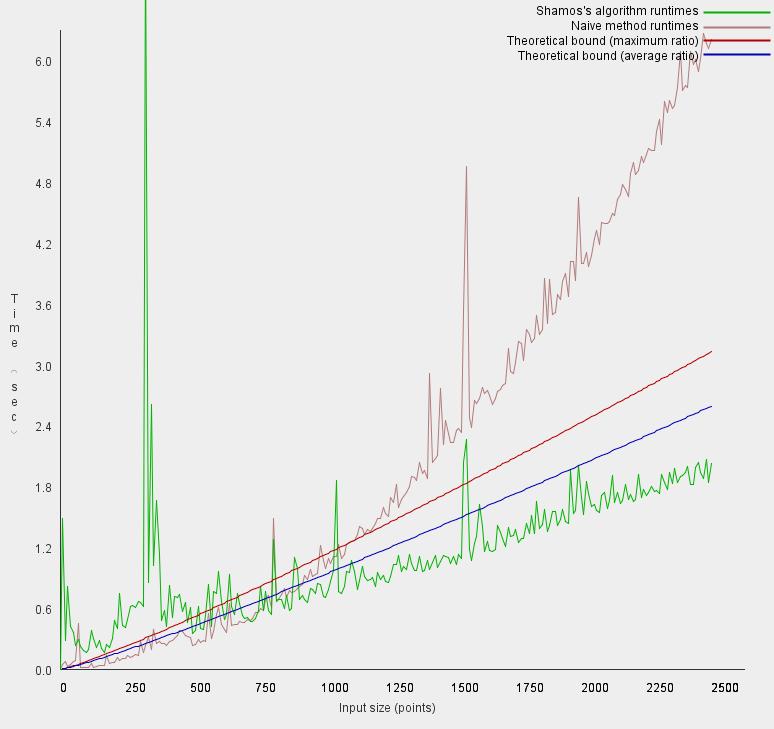 Shamos's algorithm runtimes
Naive method runtimes
Theoretical bound (maximum ratio)
Theoretical bound (average ratio)
6.0
5.4
4.8
4.2
3.6
3.0
2.4
1.8
1.2
0.6
0.0
Time (sec)
0 250 500 750 1000 1250 1500 1750 2000 2250 2500
Input size (points)